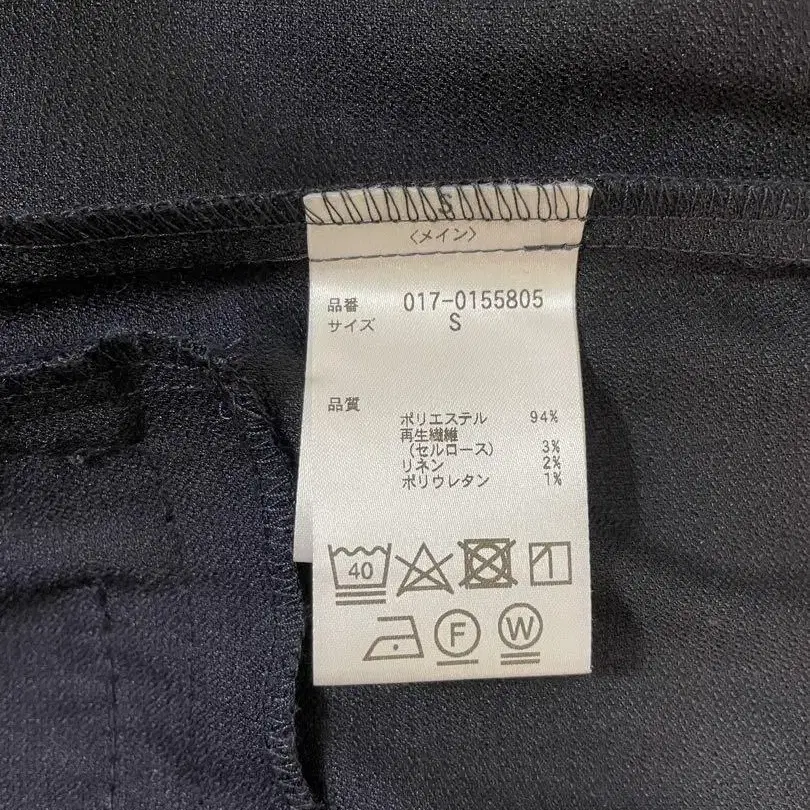 S
〈メイン〉
品番 017-0155805
サイズ S
品質
ポリエステル 94%
再生繊維
(セルロース) 3%
リネン 2%
ポリウレタン 1%
40
F W